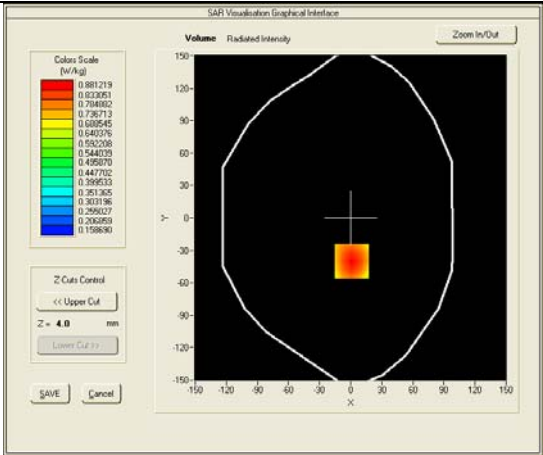 SAR Visualisation Graphical Interface
Volume Radiated Intensity
Zoom In/Out
Colors Scale
(W/kg)
0.881219
0.833051
0.784882
0.736713
0.688545
0.640376
0.592208
0.544039
0.495870
0.447702
0.399533
0.351365
0.303196
0.255027
0.206859
0.158690
Z Cuts Control
<< Upper Cut
Z = 4.0 mm
Lower Cut >>
SAVE Cancel
Y
150
120
90
60
30
0
-30
-60
-90
-120
-150
-150 -120 -90 -60 -30 0 30 60 90 120 150
X